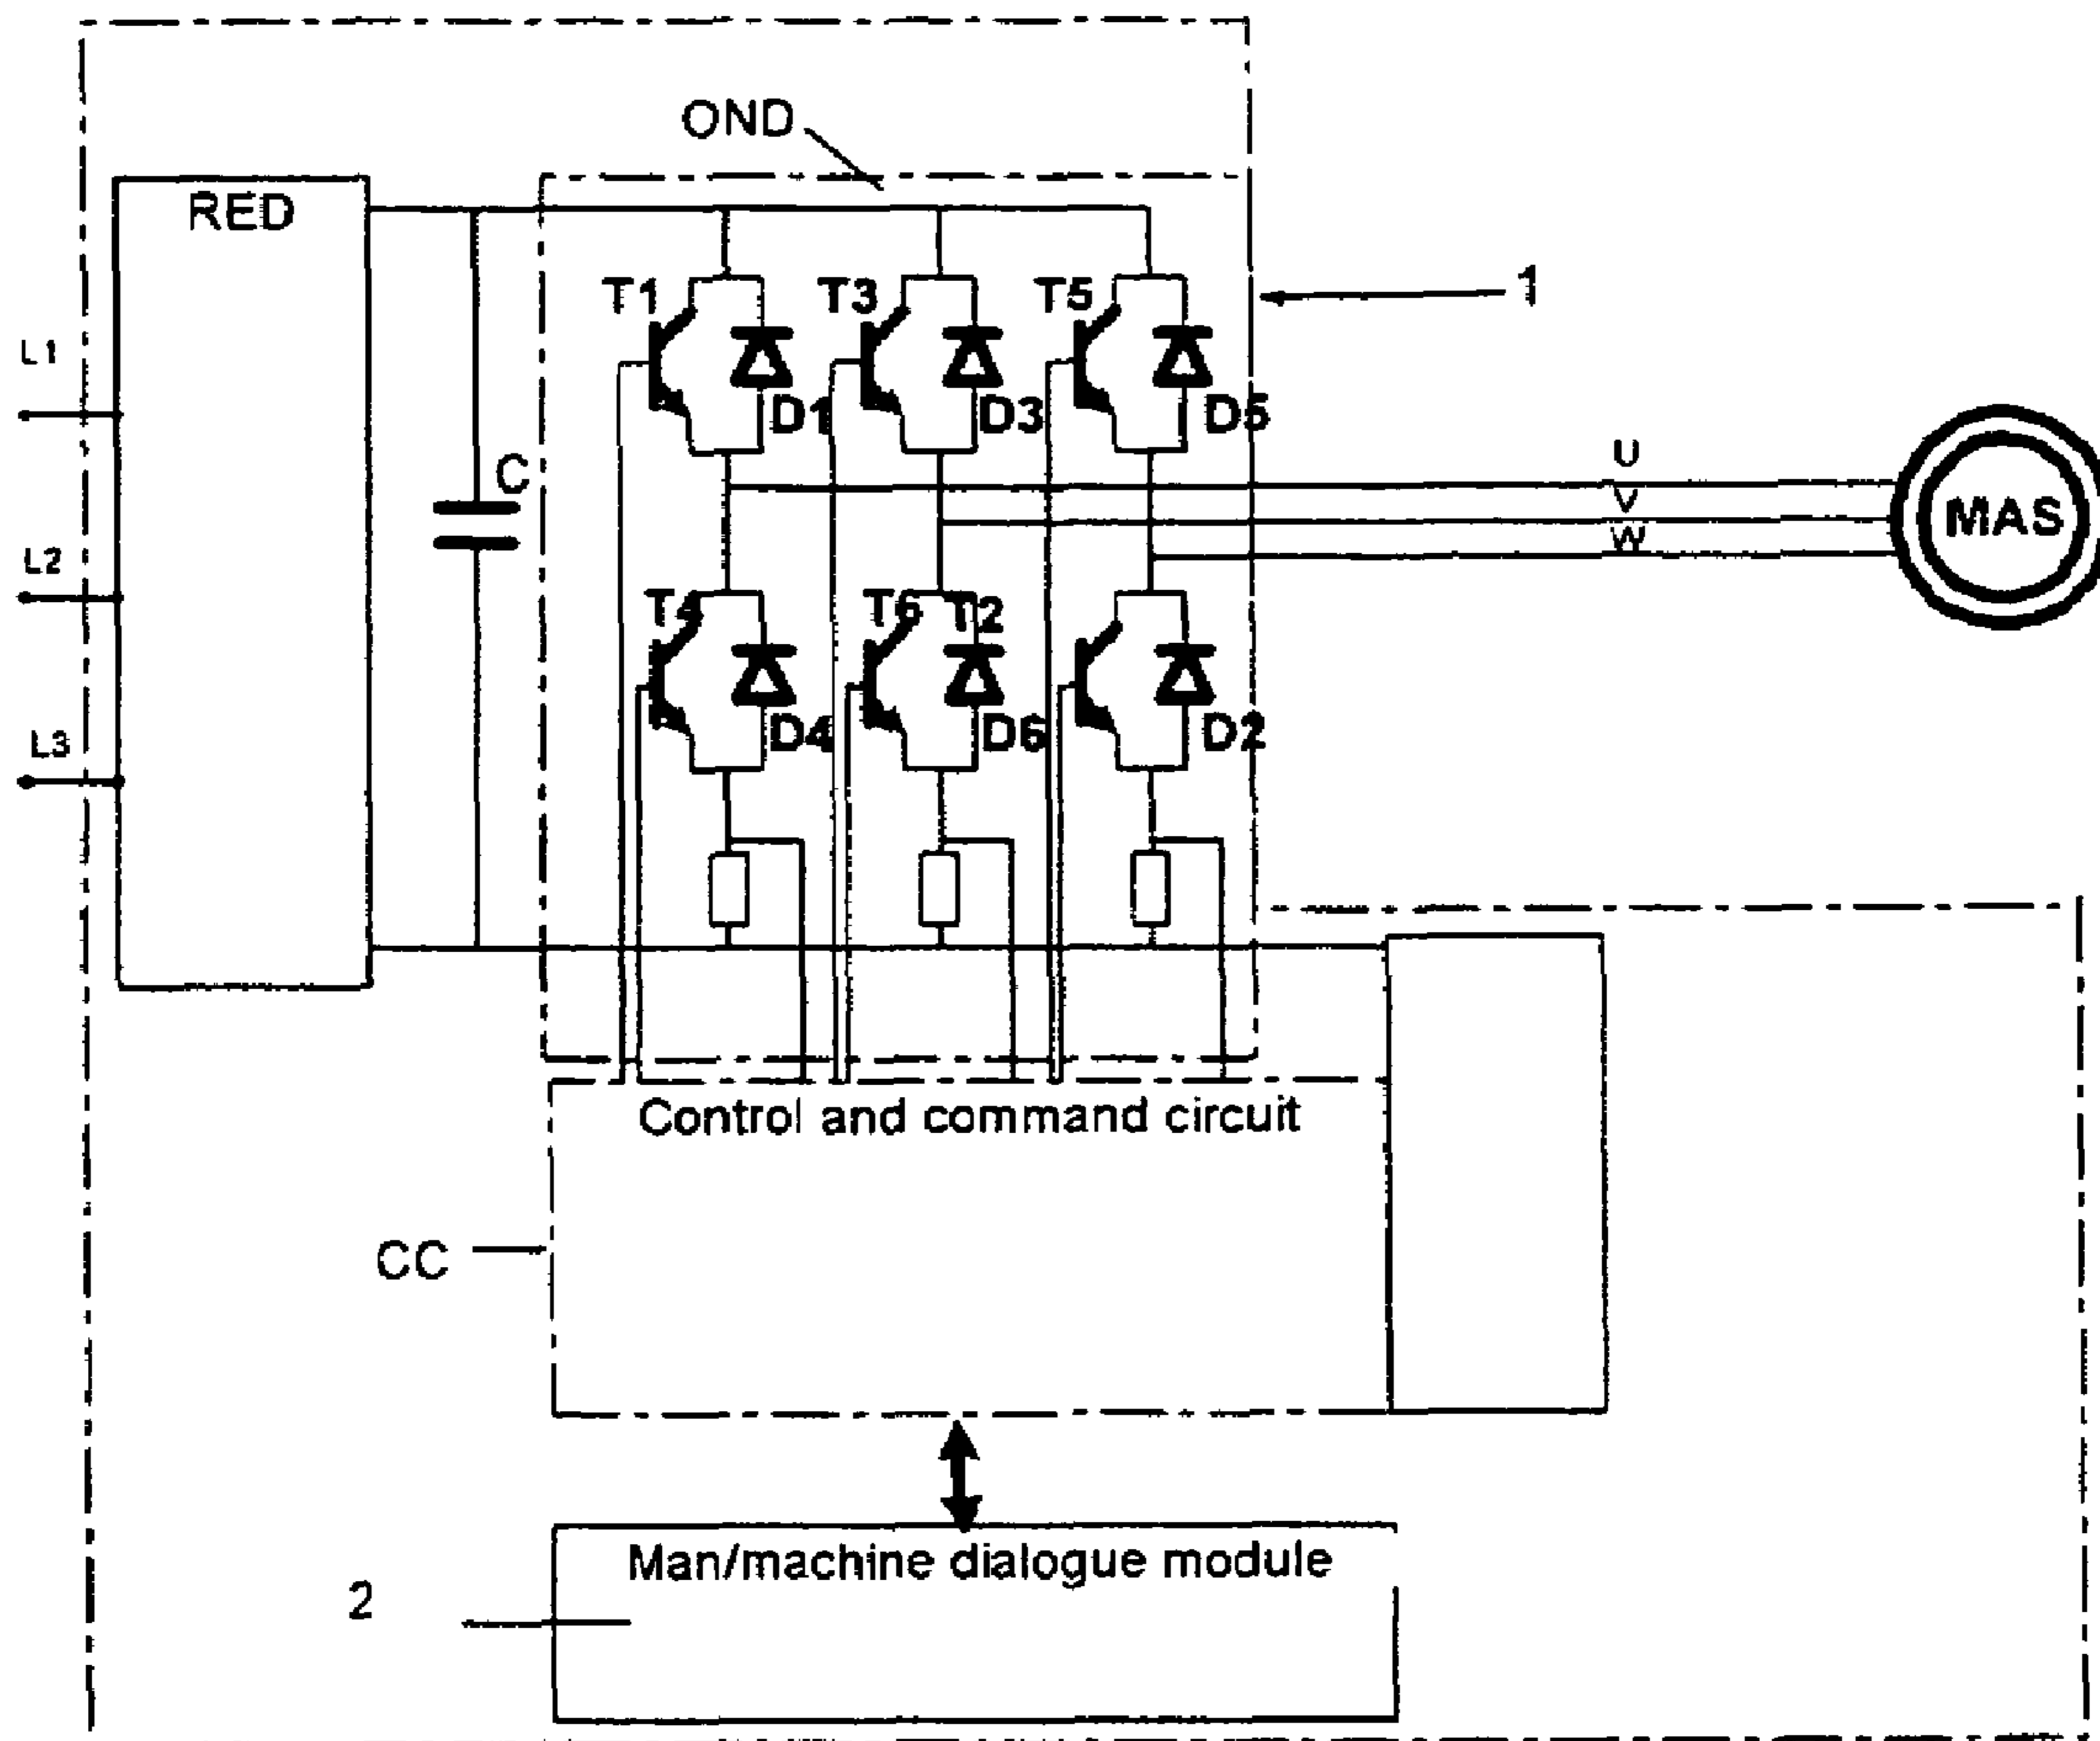 OND
RED
T1
T3
T5
1
L1
D1
D3
D5
U
C
V
MAS
W
L2
T4
T6
T2
L3
D4
D6
D2
Control and command circuit
CC
Man/machine dialogue module
2